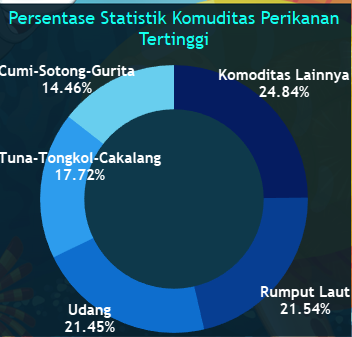 Persentase Statistik Komuditas Perikanan
Tertinggi
Cumi-Sotong-Gurita
14.46%
Komoditas Lainnya
24.84%
Tuna-Tongkol-Cakalang
17.72%
Rumput Laut
21.54%
Udang
21.45%